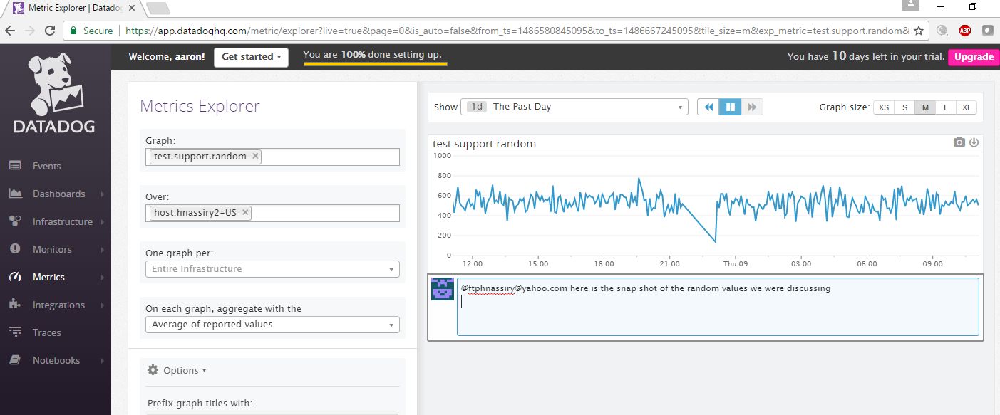 Metric Explorer | Datadog
Secure https://app.datadoghq.com/metric/explorer?live=true&page=0&is_auto=false&from_ts=1486580845095&to_ts=1486667245095&tile_size=m&exp_metric=test.support.random&
ABP
DATADOG
Events
Dashboards
Infrastructure
Monitors
Metrics
Integrations
Traces
Notebooks
Welcome, aaron! Get started You are 100% done setting up. You have 10 days left in your trial. Upgrade
Metrics Explorer
Graph:
test.support.random ×
Over:
host:hnassiry2-US ×
One graph per:
Entire Infrastructure
On each graph, aggregate with the
Average of reported values
Options
Prefix graph titles with:
Show 1d The Past Day Graph size: XS S M L XL
test.support.random
1000
800
600
400
200
0
12:00 15:00 18:00 21:00 Thu 09 03:00 06:00 09:00
@ftphnassiry@yahoo.com here is the snap shot of the random values we were discussing